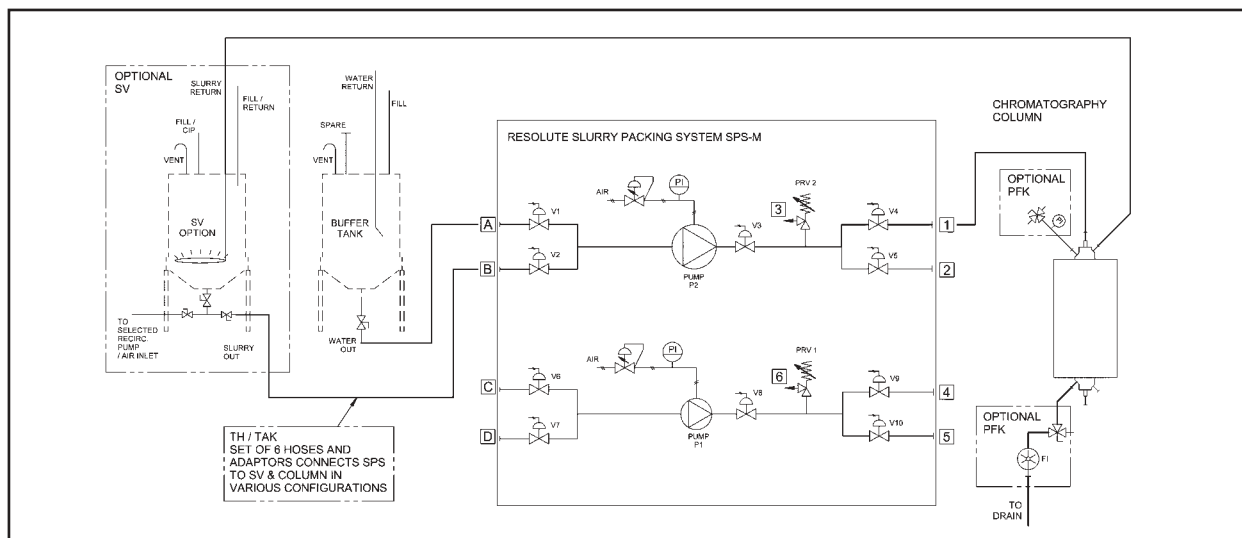 OPTIONAL
SV
SLURRY
RETURN
FILL /
RETURN
FILL /
CIP
VENT
SV
OPTION
TO
SELECTED
RECIRC.
PUMP
/ AIR INLET
SLURRY
OUT
WATER
RETURN
FILL
SPARE
VENT
BUFFER
TANK
WATER
OUT
TH / TAK
SET OF 6 HOSES AND
ADAPTORS CONNECTS SPS
TO SV & COLUMN IN
VARIOUS CONFIGURATIONS
RESOLUTE SLURRY PACKING SYSTEM SPS-M
AIR
PI
PRV 2
3
A
V1
V3
V4
1
B
V2
V5
2
PUMP
P2
AIR
PI
PRV 1
6
C
V6
V8
V9
4
D
V7
V10
5
PUMP
P1
CHROMATOGRAPHY
COLUMN
OPTIONAL
PFK
PI
OPTIONAL
PFK
FI
TO
DRAIN